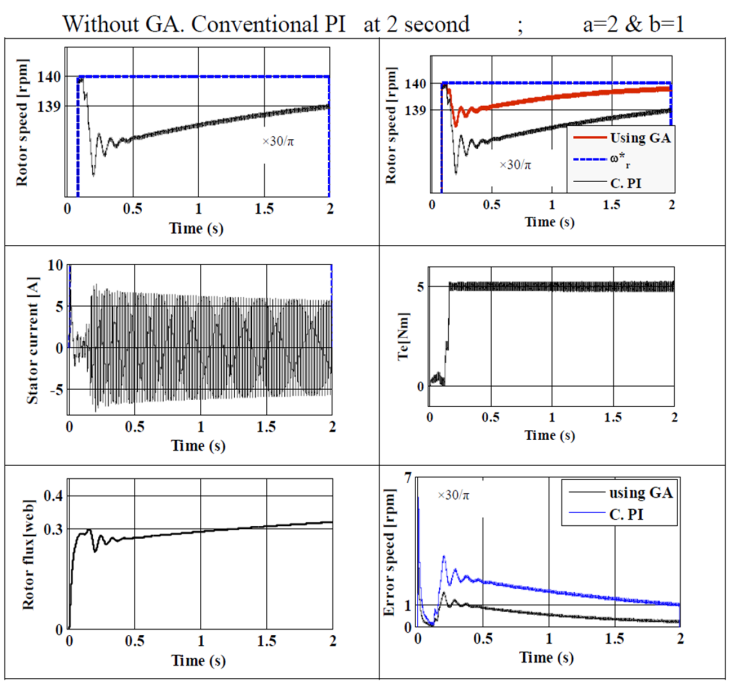 Without GA. Conventional PI at 2 second ; a=2 & b=1
Rotor speed [rpm]
140
139
×30/π
0 0.5 1 1.5 2
Time (s)
Rotor speed [rpm]
140
139
×30/π
Using GA
ω*r
C. PI
0 0.5 1 1.5 2
Time (s)
Stator current [A]
10
5
0
-5
0 0.5 1 1.5 2
Time (s)
Te[Nm]
5
0
0 0.5 1 1.5 2
Time (s)
Rotor flux[web]
0.4
0.3
0
0 0.5 1 1.5 2
Time (s)
Error speed [rpm]
7
1
0
×30/π
using GA
C. PI
0 0.5 1 1.5 2
Time (s)